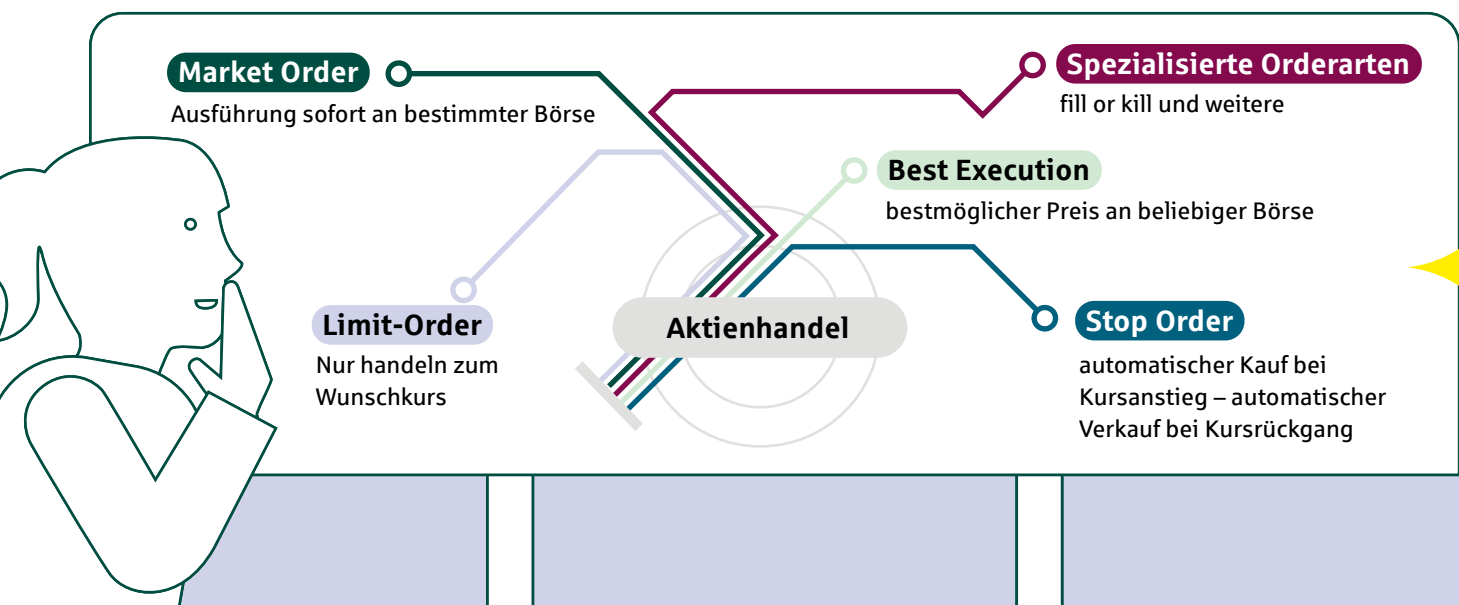 Market Order
Ausführung sofort an bestimmter Börse
Spezialisierte Orderarten
fill or kill und weitere
Best Execution
bestmöglicher Preis an beliebiger Börse
Limit-Order
Nur handeln zum
Wunschkurs
Aktienhandel
Stop Order
automatischer Kauf bei
Kursanstieg – automatischer
Verkauf bei Kursrückgang